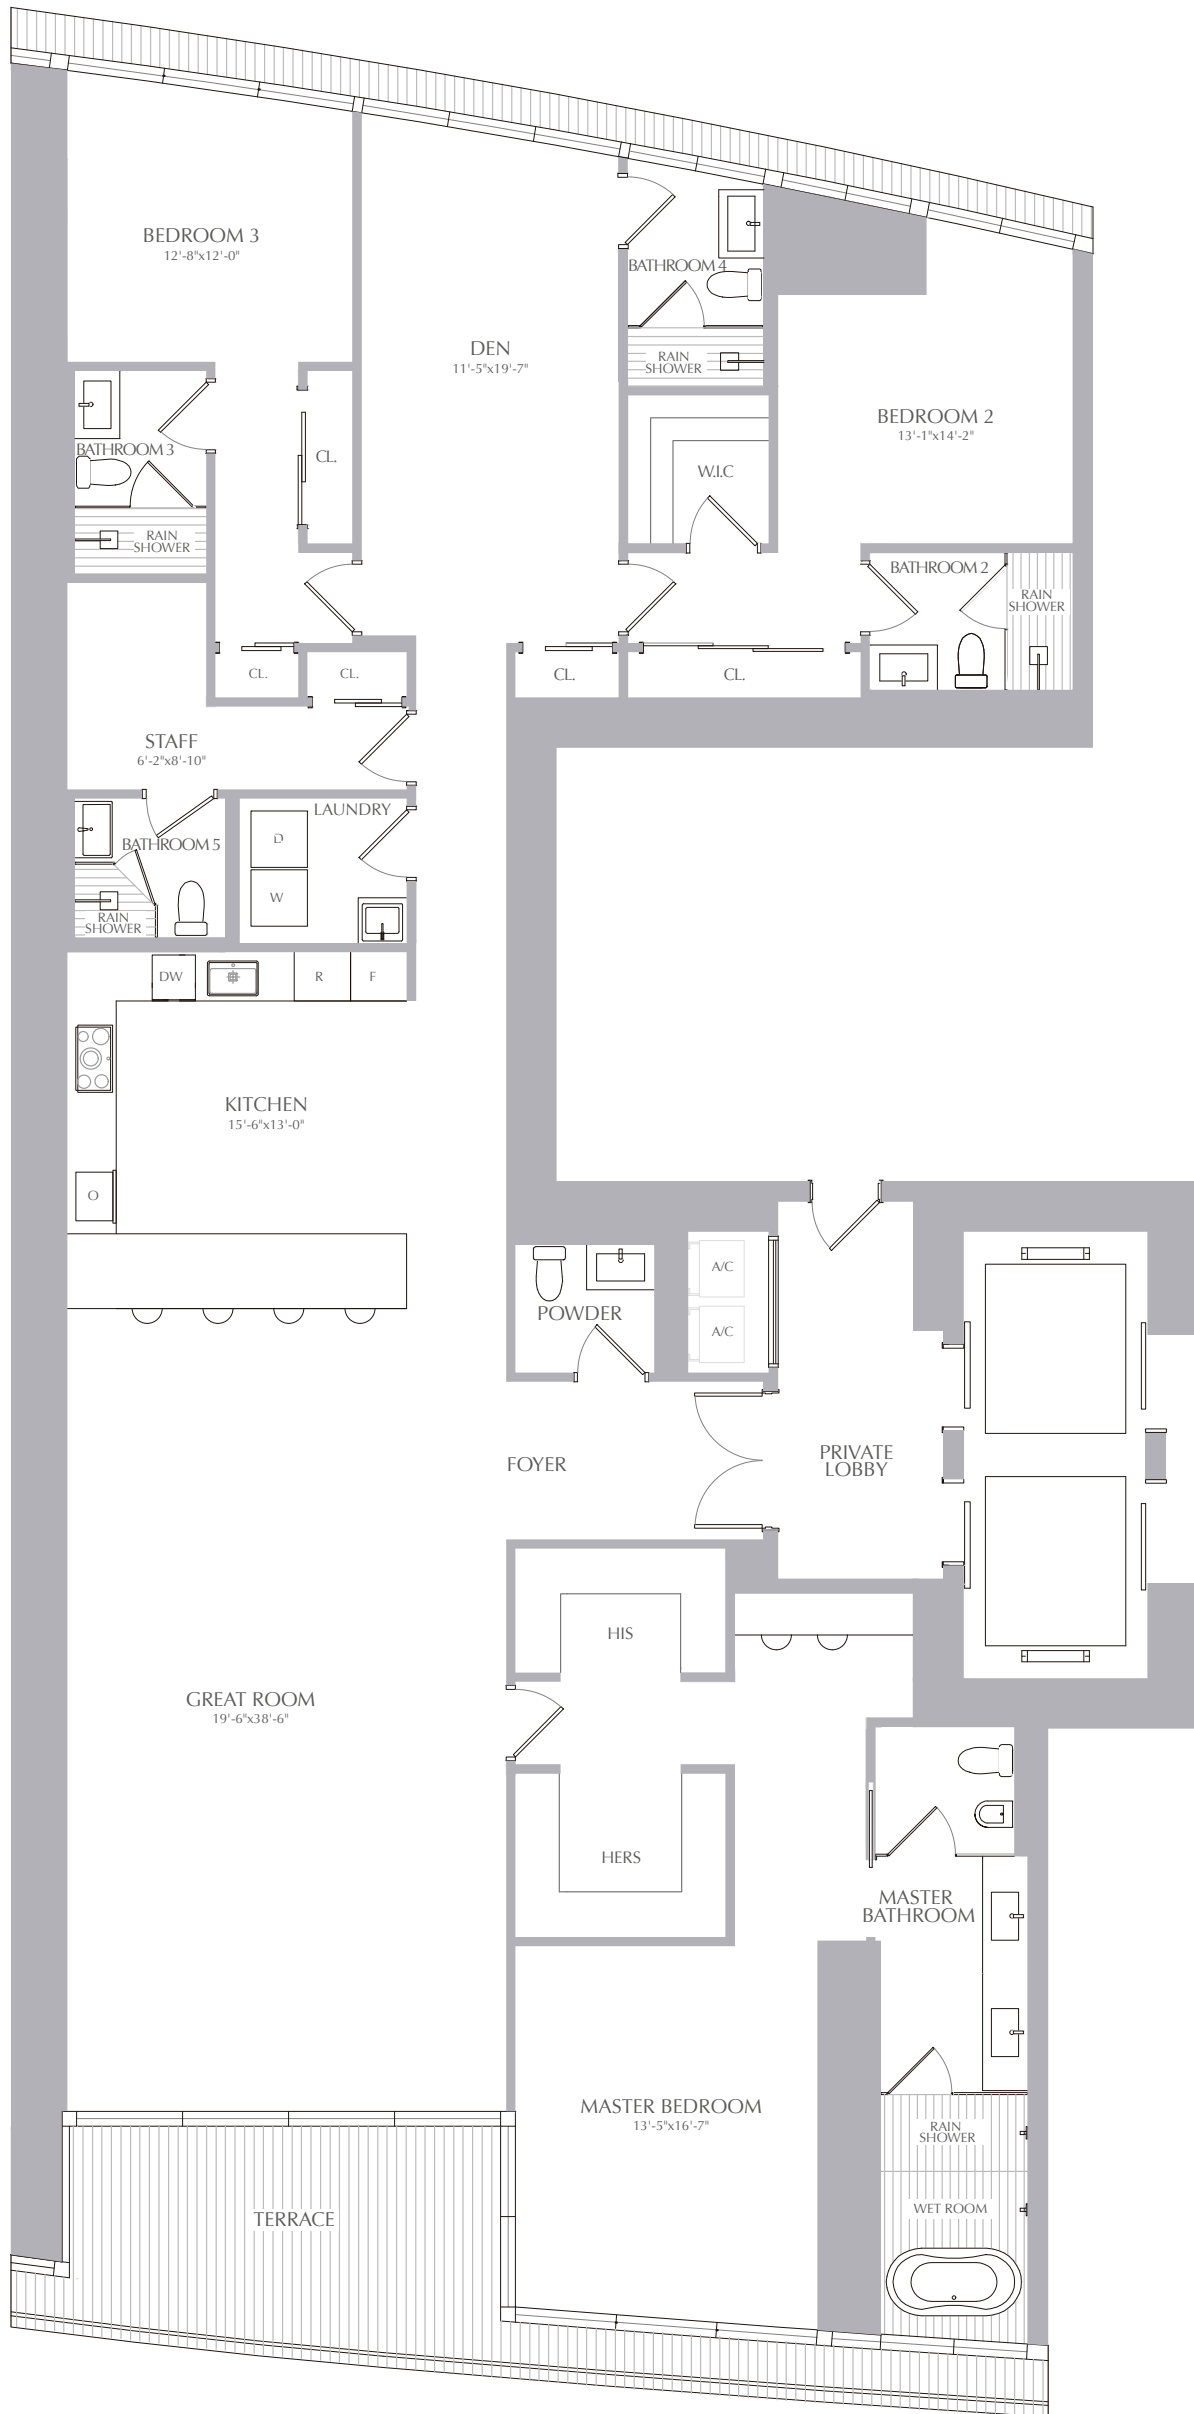 BEDROOM 3
12'-8"x12'-0"
BATHROOM 4
DEN
11'-5"x19'-7"
RAIN
SHOWER
BEDROOM 2
13'-1"x14'-2"
BATHROOM 3
CL.
W.I.C
RAIN
SHOWER
BATHROOM 2
RAIN
SHOWER
CL.
CL.
CL.
CL.
STAFF
6'-2"x8'-10"
LAUNDRY
D
BATHROOM 5
W
RAIN
SHOWER
DW
R
F
KITCHEN
15'-6"x13'-0"
O
A/C
POWDER
A/C
FOYER
PRIVATE
LOBBY
HIS
GREAT ROOM
19'-6"x38'-6"
HERS
MASTER
BATHROOM
MASTER BEDROOM
13'-5"x16'-7"
RAIN
SHOWER
WET ROOM
TERRACE